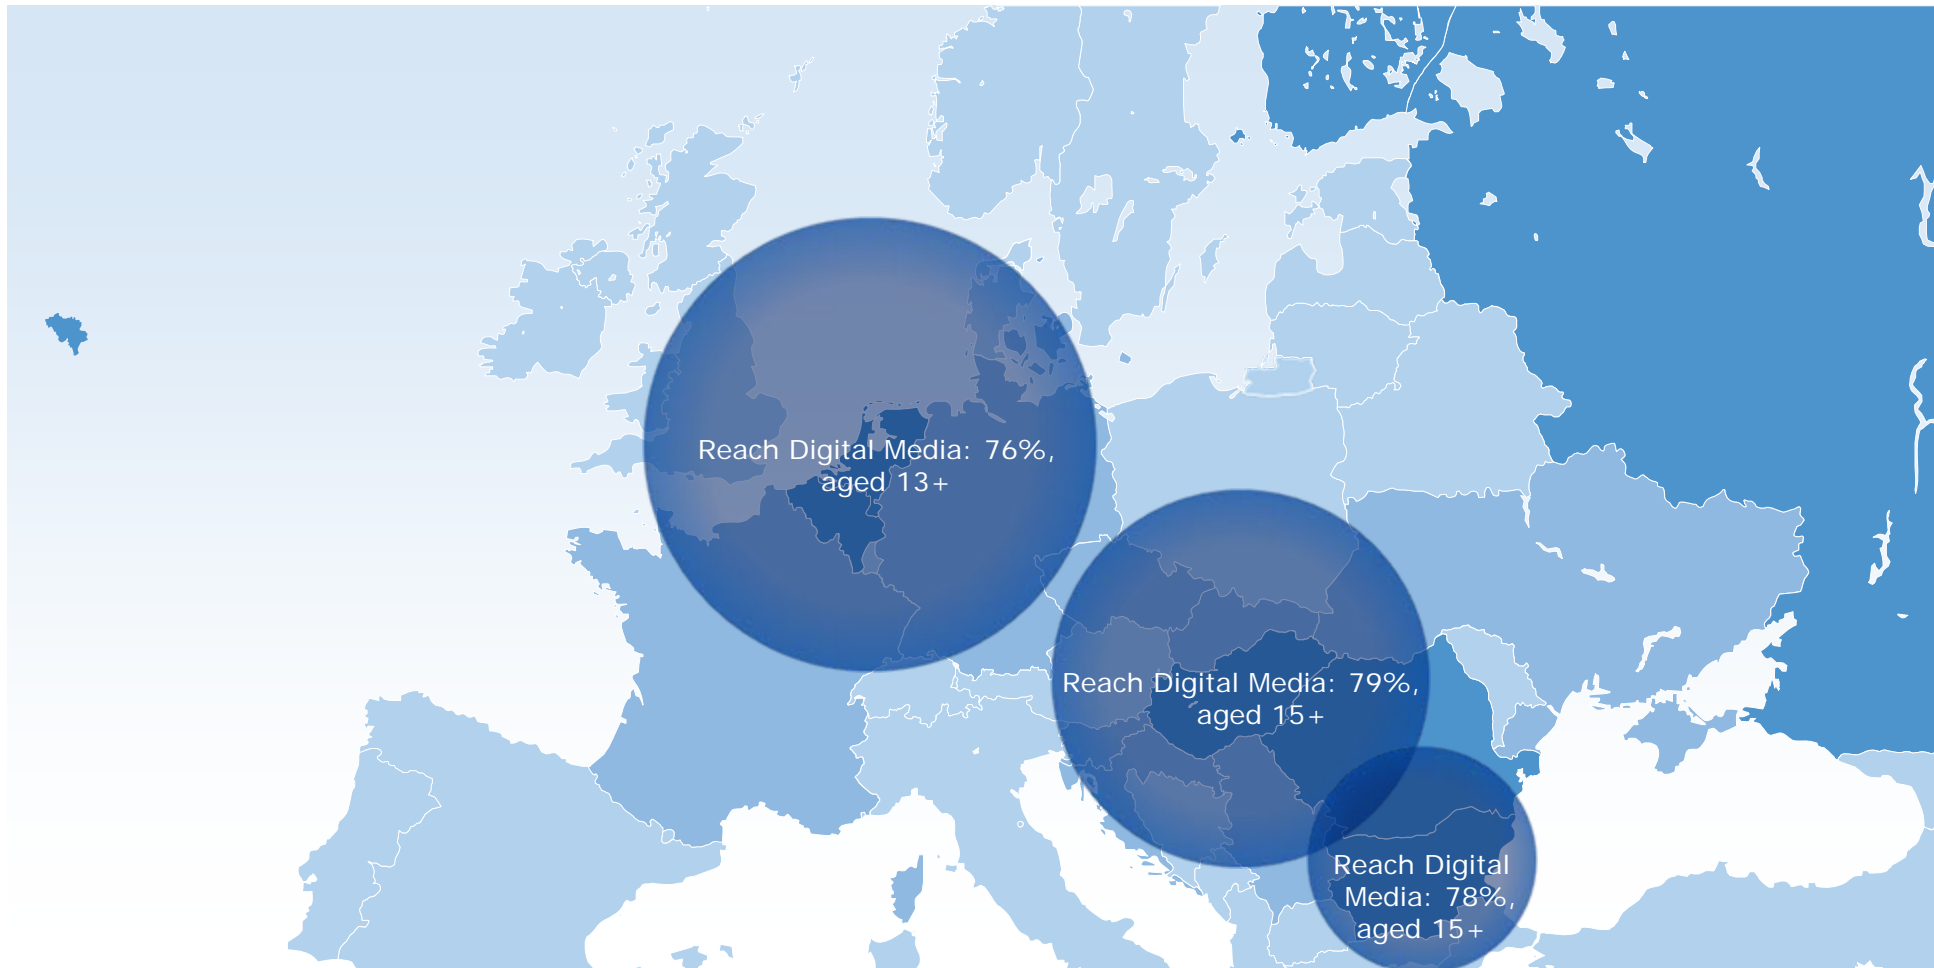 Reach Digital Media: 76%,
aged 13+
Reach Digital Media: 79%,
aged 15+
Reach Digital
Media: 78%,
aged 15+